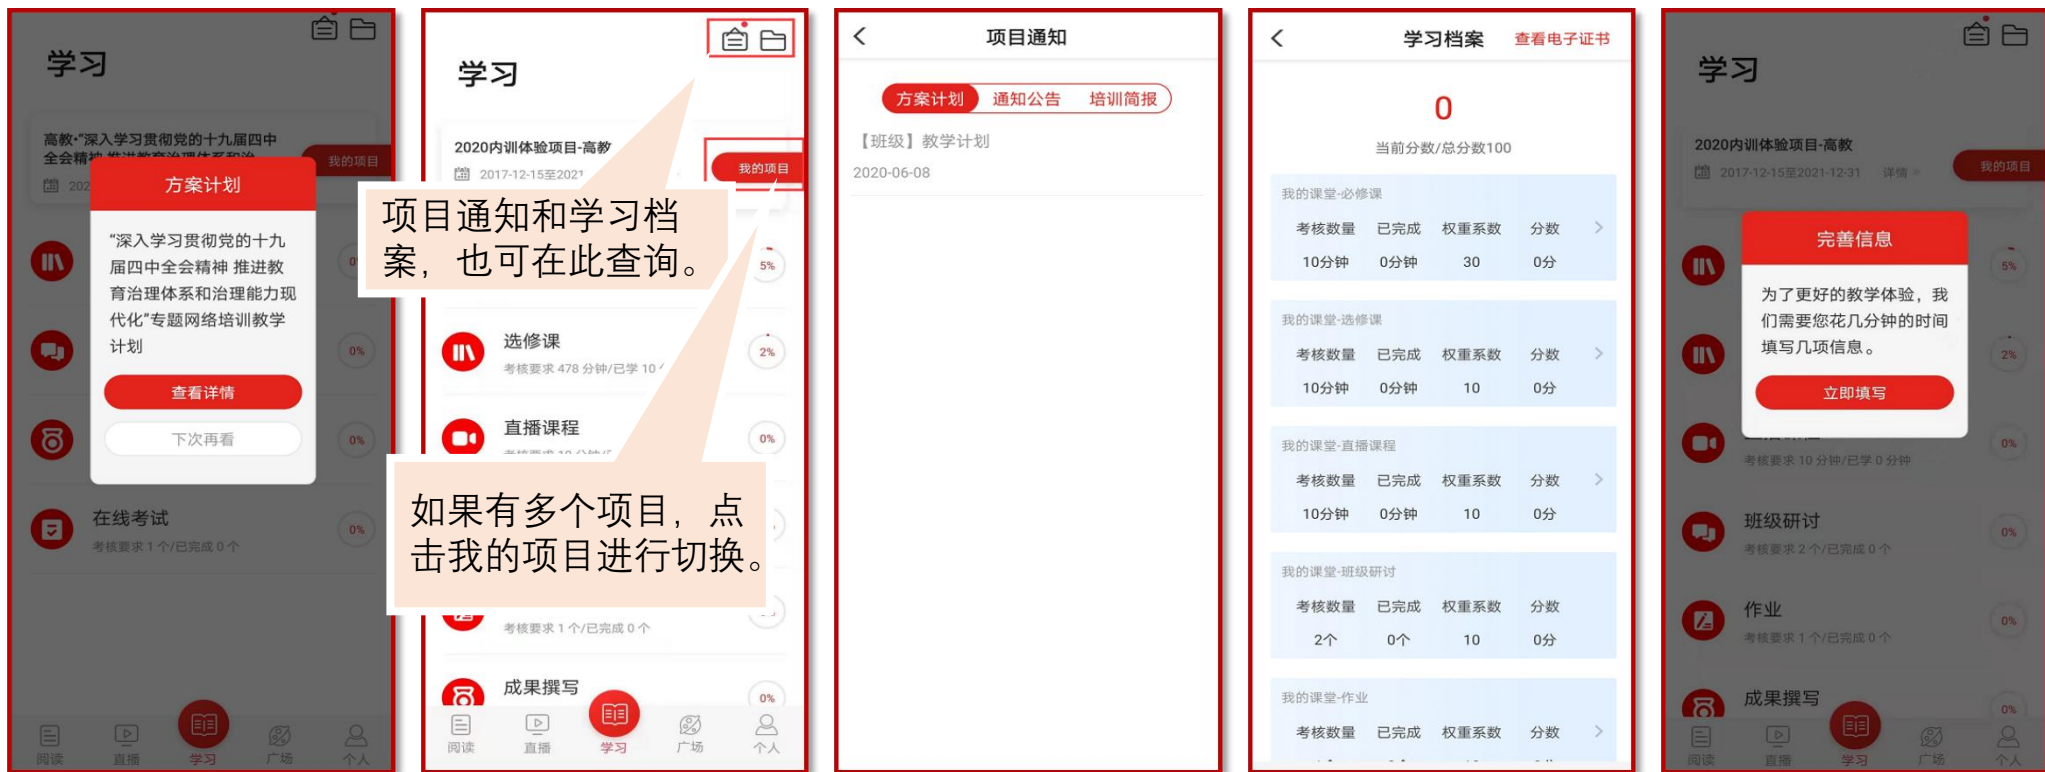 学习
高教·“深入学习贯彻党的十九届四中
我的项目
方案计划
“深入学习贯彻党的十九
届四中全会精神 推进教
育治理体系和治理能力现
代化”专题网络培训教学
计划
查看详情
下次再看
0%
0%
在线考试
考核要求 1 个/已完成 0 个
0%
阅读
直播
学习
广场
个人
学习
2020内训体验项目-高教
2017-12-15至2021
我的项目
项目通知和学习档
案，也可在此查询。
5%
选修课
考核要求 478 分钟/已学 10
2%
直播课程
0%
如果有多个项目，点
击我的项目进行切换。
考核要求 1 个/已完成 0 个
成果撰写
0%
阅读
直播
学习
广场
个人
项目通知
方案计划
通知公告
培训简报
【班级】教学计划
2020-06-08
学习档案
查看电子证书
0
当前分数/总分数100
我的课堂-必修课
考核数量 已完成 权重系数 分数
10分钟 0分钟 30 0分
我的课堂-选修课
考核数量 已完成 权重系数 分数
10分钟 0分钟 10 0分
我的课堂-直播课程
考核数量 已完成 权重系数 分数
10分钟 0分钟 10 0分
我的课堂-班级研讨
考核数量 已完成 权重系数 分数
2个 0个 10 0分
我的课堂-作业
考核数量 已完成 权重系数 分数
学习
2020内训体验项目-高教
2017-12-15至2021-12-31 详情
我的项目
完善信息
为了更好的教学体验，我
们需要您花几分钟的时间
填写几项信息。
立即填写
5%
2%
考核要求 10 分钟/已学 0 分钟
0%
班级研讨
考核要求 2 个/已完成 0 个
0%
作业
考核要求 1 个/已完成 0 个
0%
成果撰写
0%
阅读
直播
学习
广场
个人